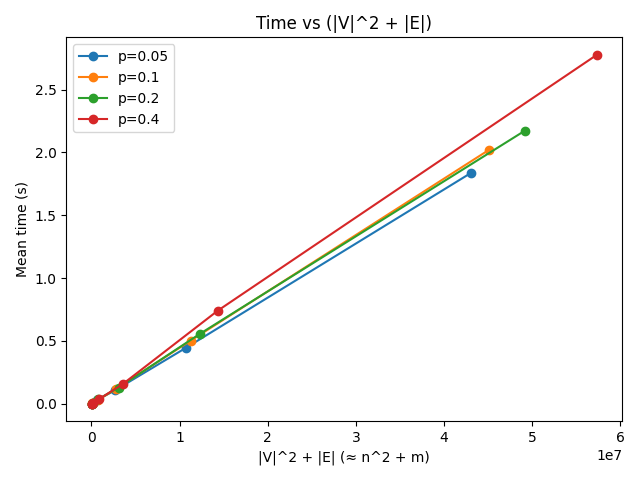 Time vs (|V|^2 + |E|)
p=0.05
p=0.1
p=0.2
p=0.4
Mean time (s)
2.5
2.0
1.5
1.0
0.5
0.0
0 1 2 3 4 5 6
1e7
|V|^2 + |E| (≈ n^2 + m)